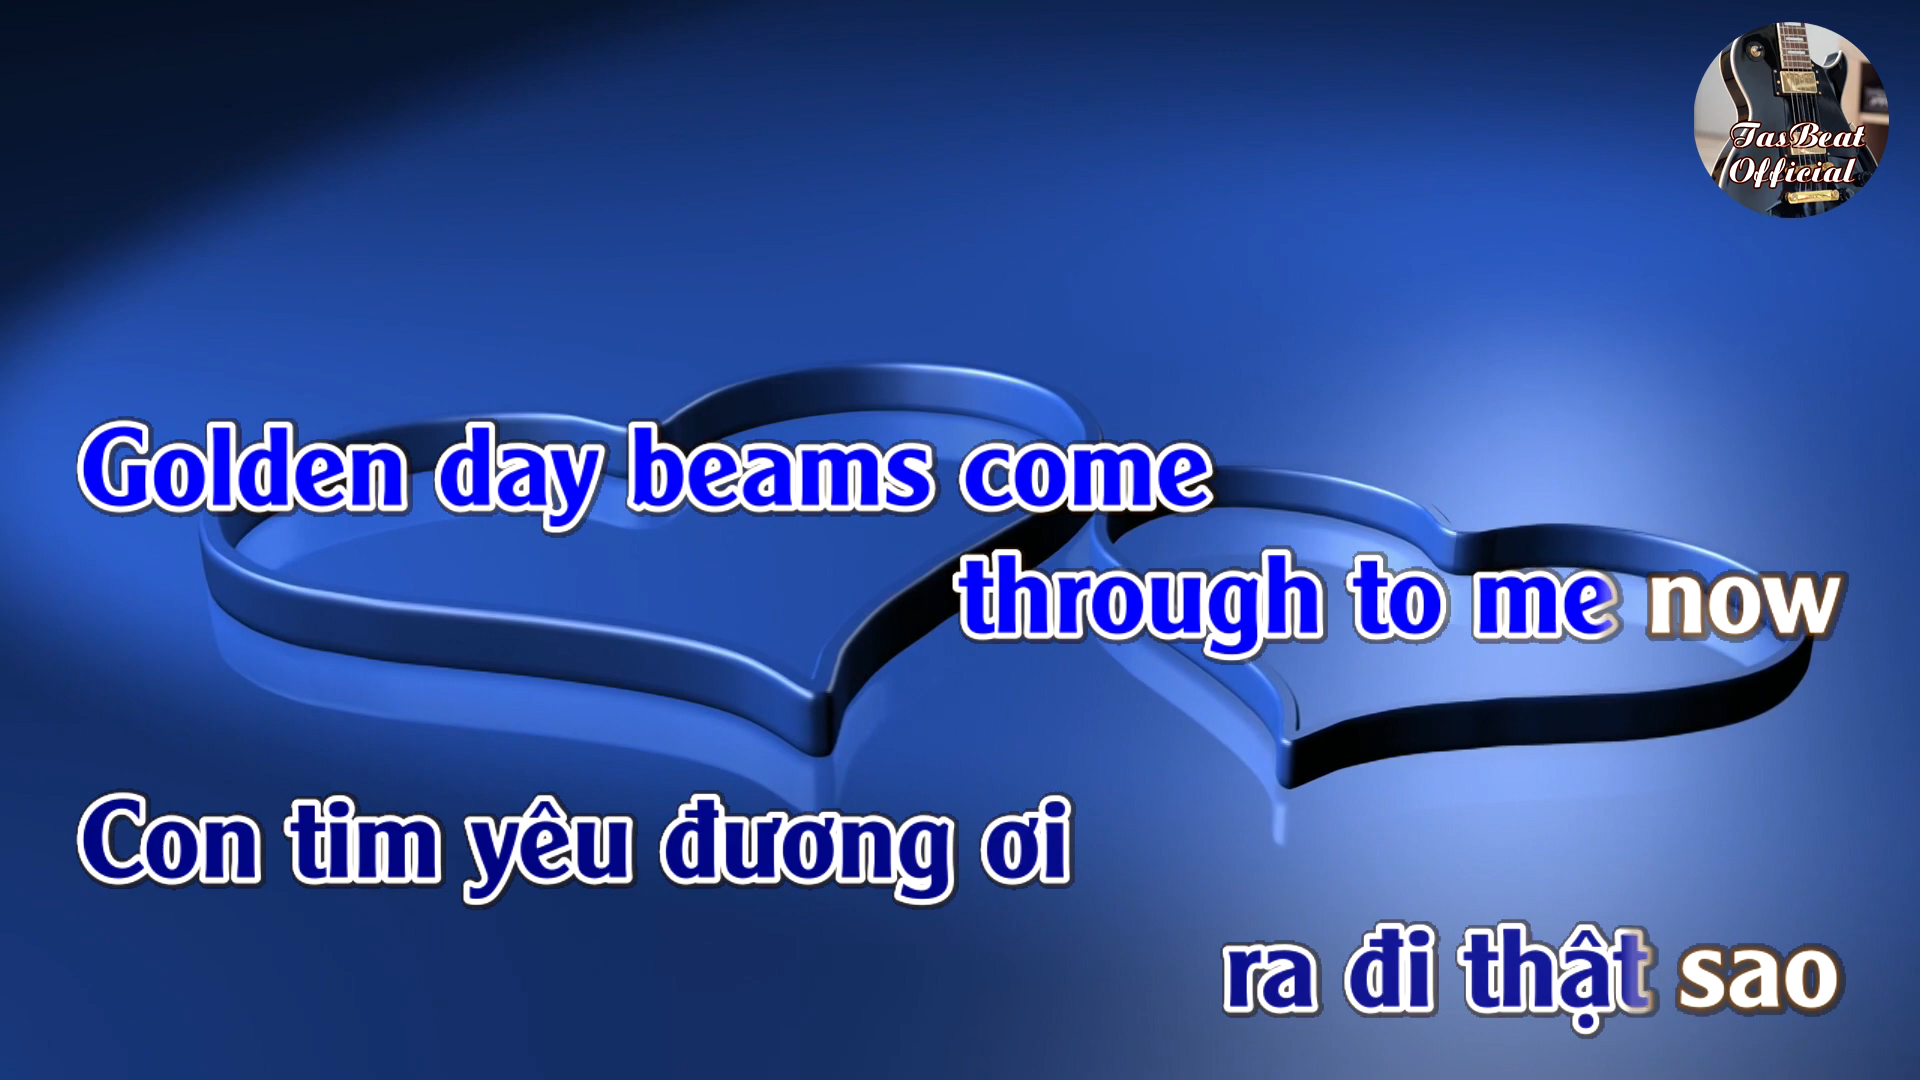 TasBeat
Official
Golden day beams come
through to me now
Con tim yêu đương ơi
ra đi thật sao